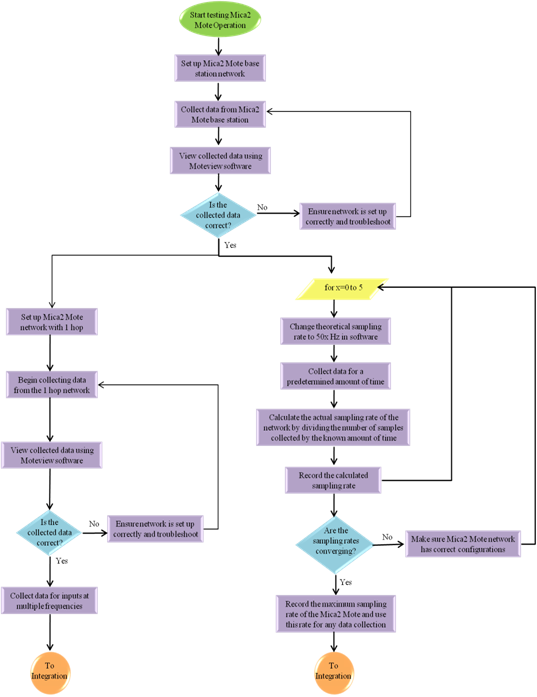 Start testing Mica2
Mote Operation
Set up Mica2 Mote base
station network
Collect data from Mica2
Mote base station
View collected data using
Moteview software
Is the
collected data
correct?
No
Ensure network is set up
correctly and troubleshoot
Yes
Set up Mica2 Mote
network with 1 hop
Begin collecting data
from the 1 hop network
View collected data using
Moteview software
Is the
collected data
correct?
No
Ensure network is set up
correctly and troubleshoot
Yes
Collect data for inputs at
multiple frequencies
To
Integration
for x=0 to 5
Change theoretical sampling
rate to 50x Hz in software
Collect data for a
predetermined amount of time
Calculate the actual sampling rate of the
network by dividing the number of samples
collected by the known amount of time
Record the calculated
sampling rate
Are the
sampling rates
converging?
No
Make sure Mica2 Mote network
has correct configurations
Yes
Record the maximum sampling
rate of the Mica2 Mote and use
this rate for any data collection
To
Integration